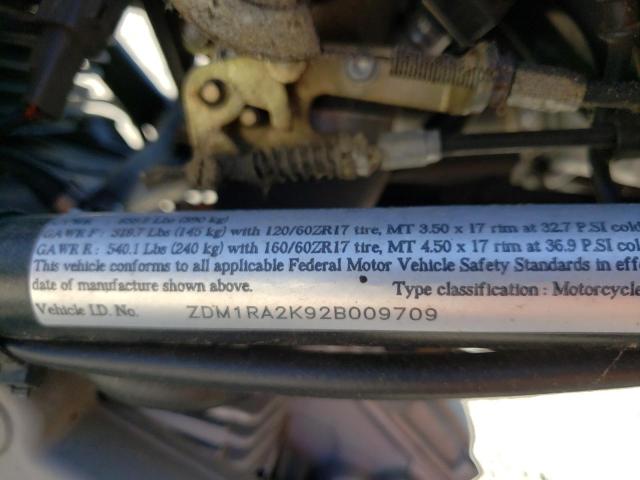 GAWR F : 319.7 Lbs (145 kg) with 120/60ZR17 tire, MT 3.50 x 17 rim at 32.7 PSI cold
GAWR R : 540.1 Lbs (240 kg) with 160/60ZR17 tire, MT 4.50 x 17 rim at 36.9 PSI col
This vehicle conforms to all applicable Federal Motor Vehicle Safety Standards in effe
date of manufacture shown above. Type classification : Motorcycle
Vehicle I.D. No. ZDM1RA2K92B009709